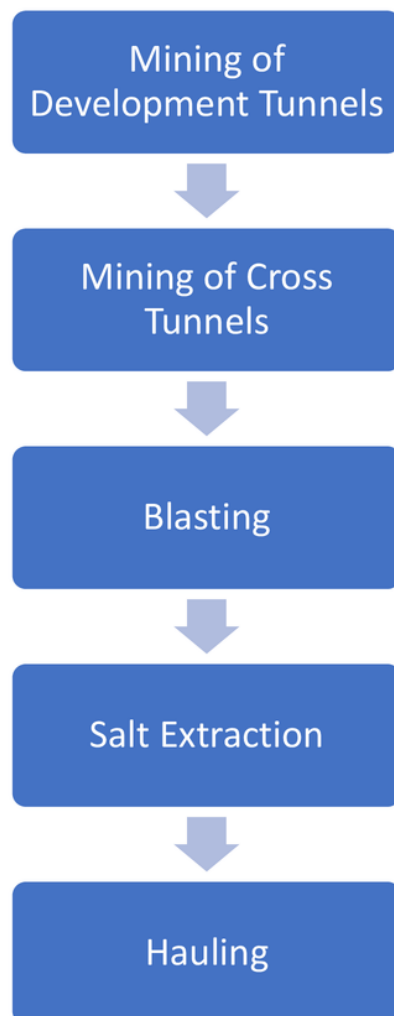 Mining of
Development Tunnels
Mining of Cross
Tunnels
Blasting
Salt Extraction
Hauling